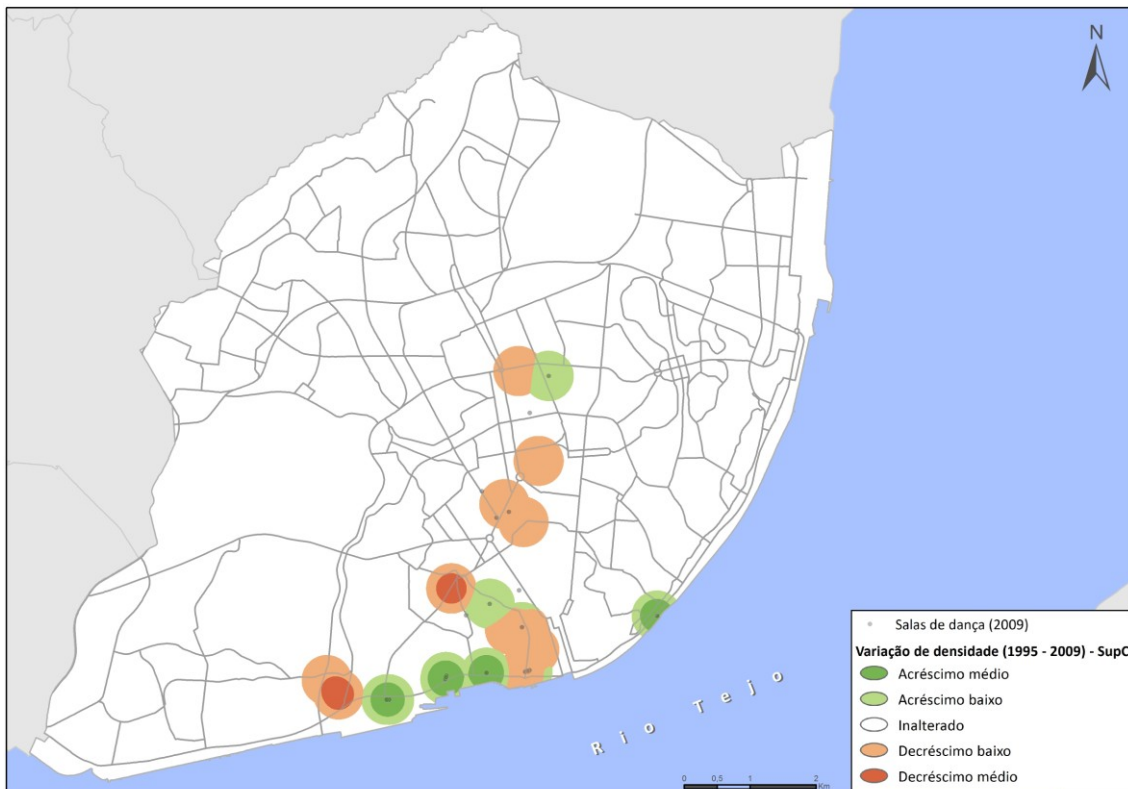 N
Rio Tejo
Salas de dança (2009)
Variação de densidade (1995 - 2009) - SupC
Acréscimo médio
Acréscimo baixo
Inalterado
Decréscimo baixo
Decréscimo médio
0 0,5 1 2
Km